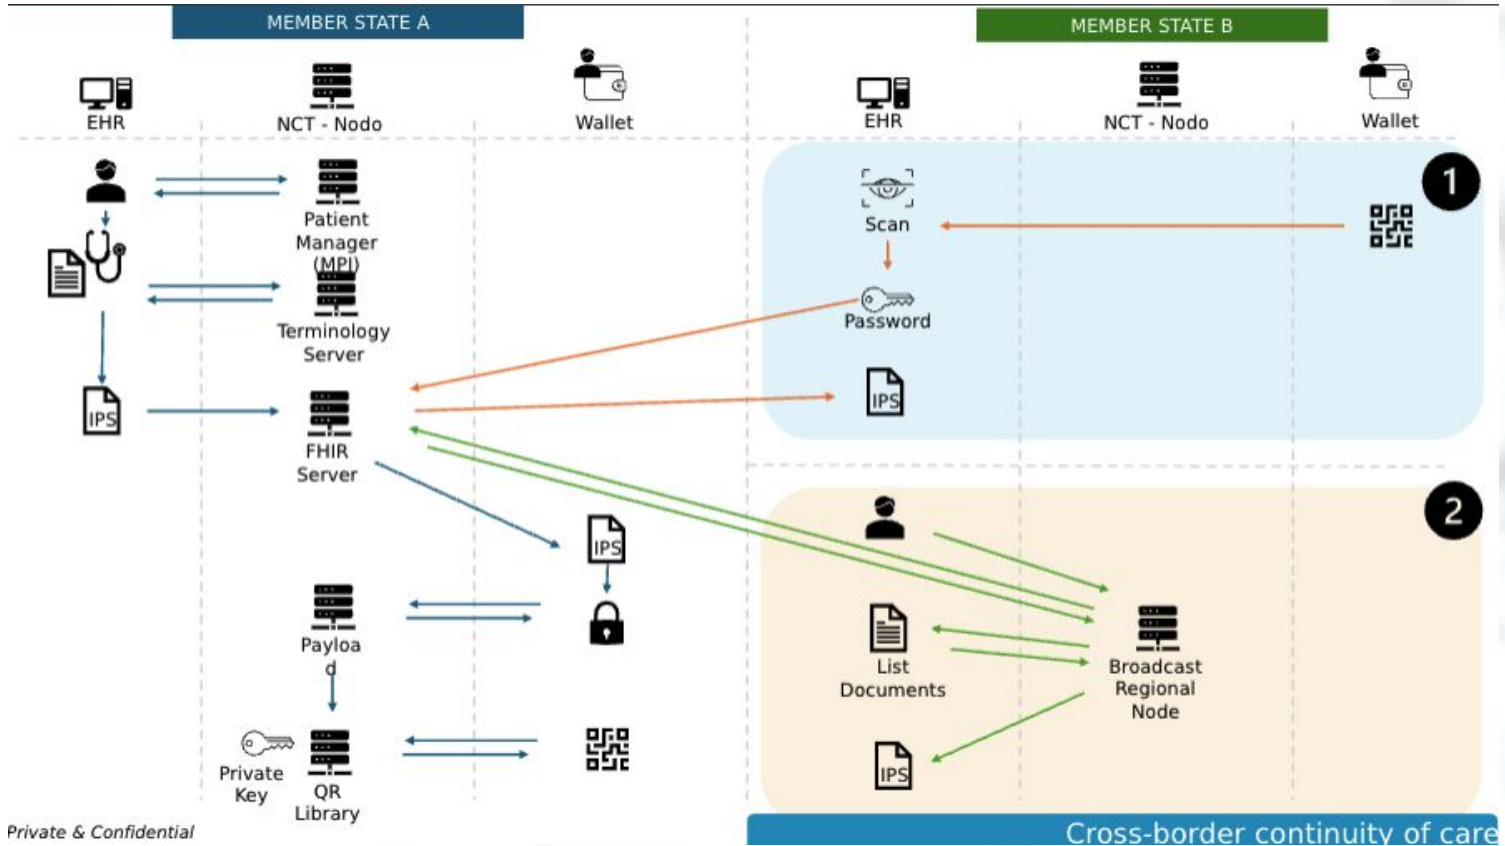 MEMBER STATE A
MEMBER STATE B
EHR
NCT - Nodo
Wallet
EHR
NCT - Nodo
Wallet
Patient
Manager
(MPI)
Terminology
Server
IPS
FHIR
Server
IPS
Payloa
d
Private
Key
QR
Library
1
Scan
Password
IPS
2
List
Documents
Broadcast
Regional
Node
IPS
Private & Confidential
Cross-border continuity of care